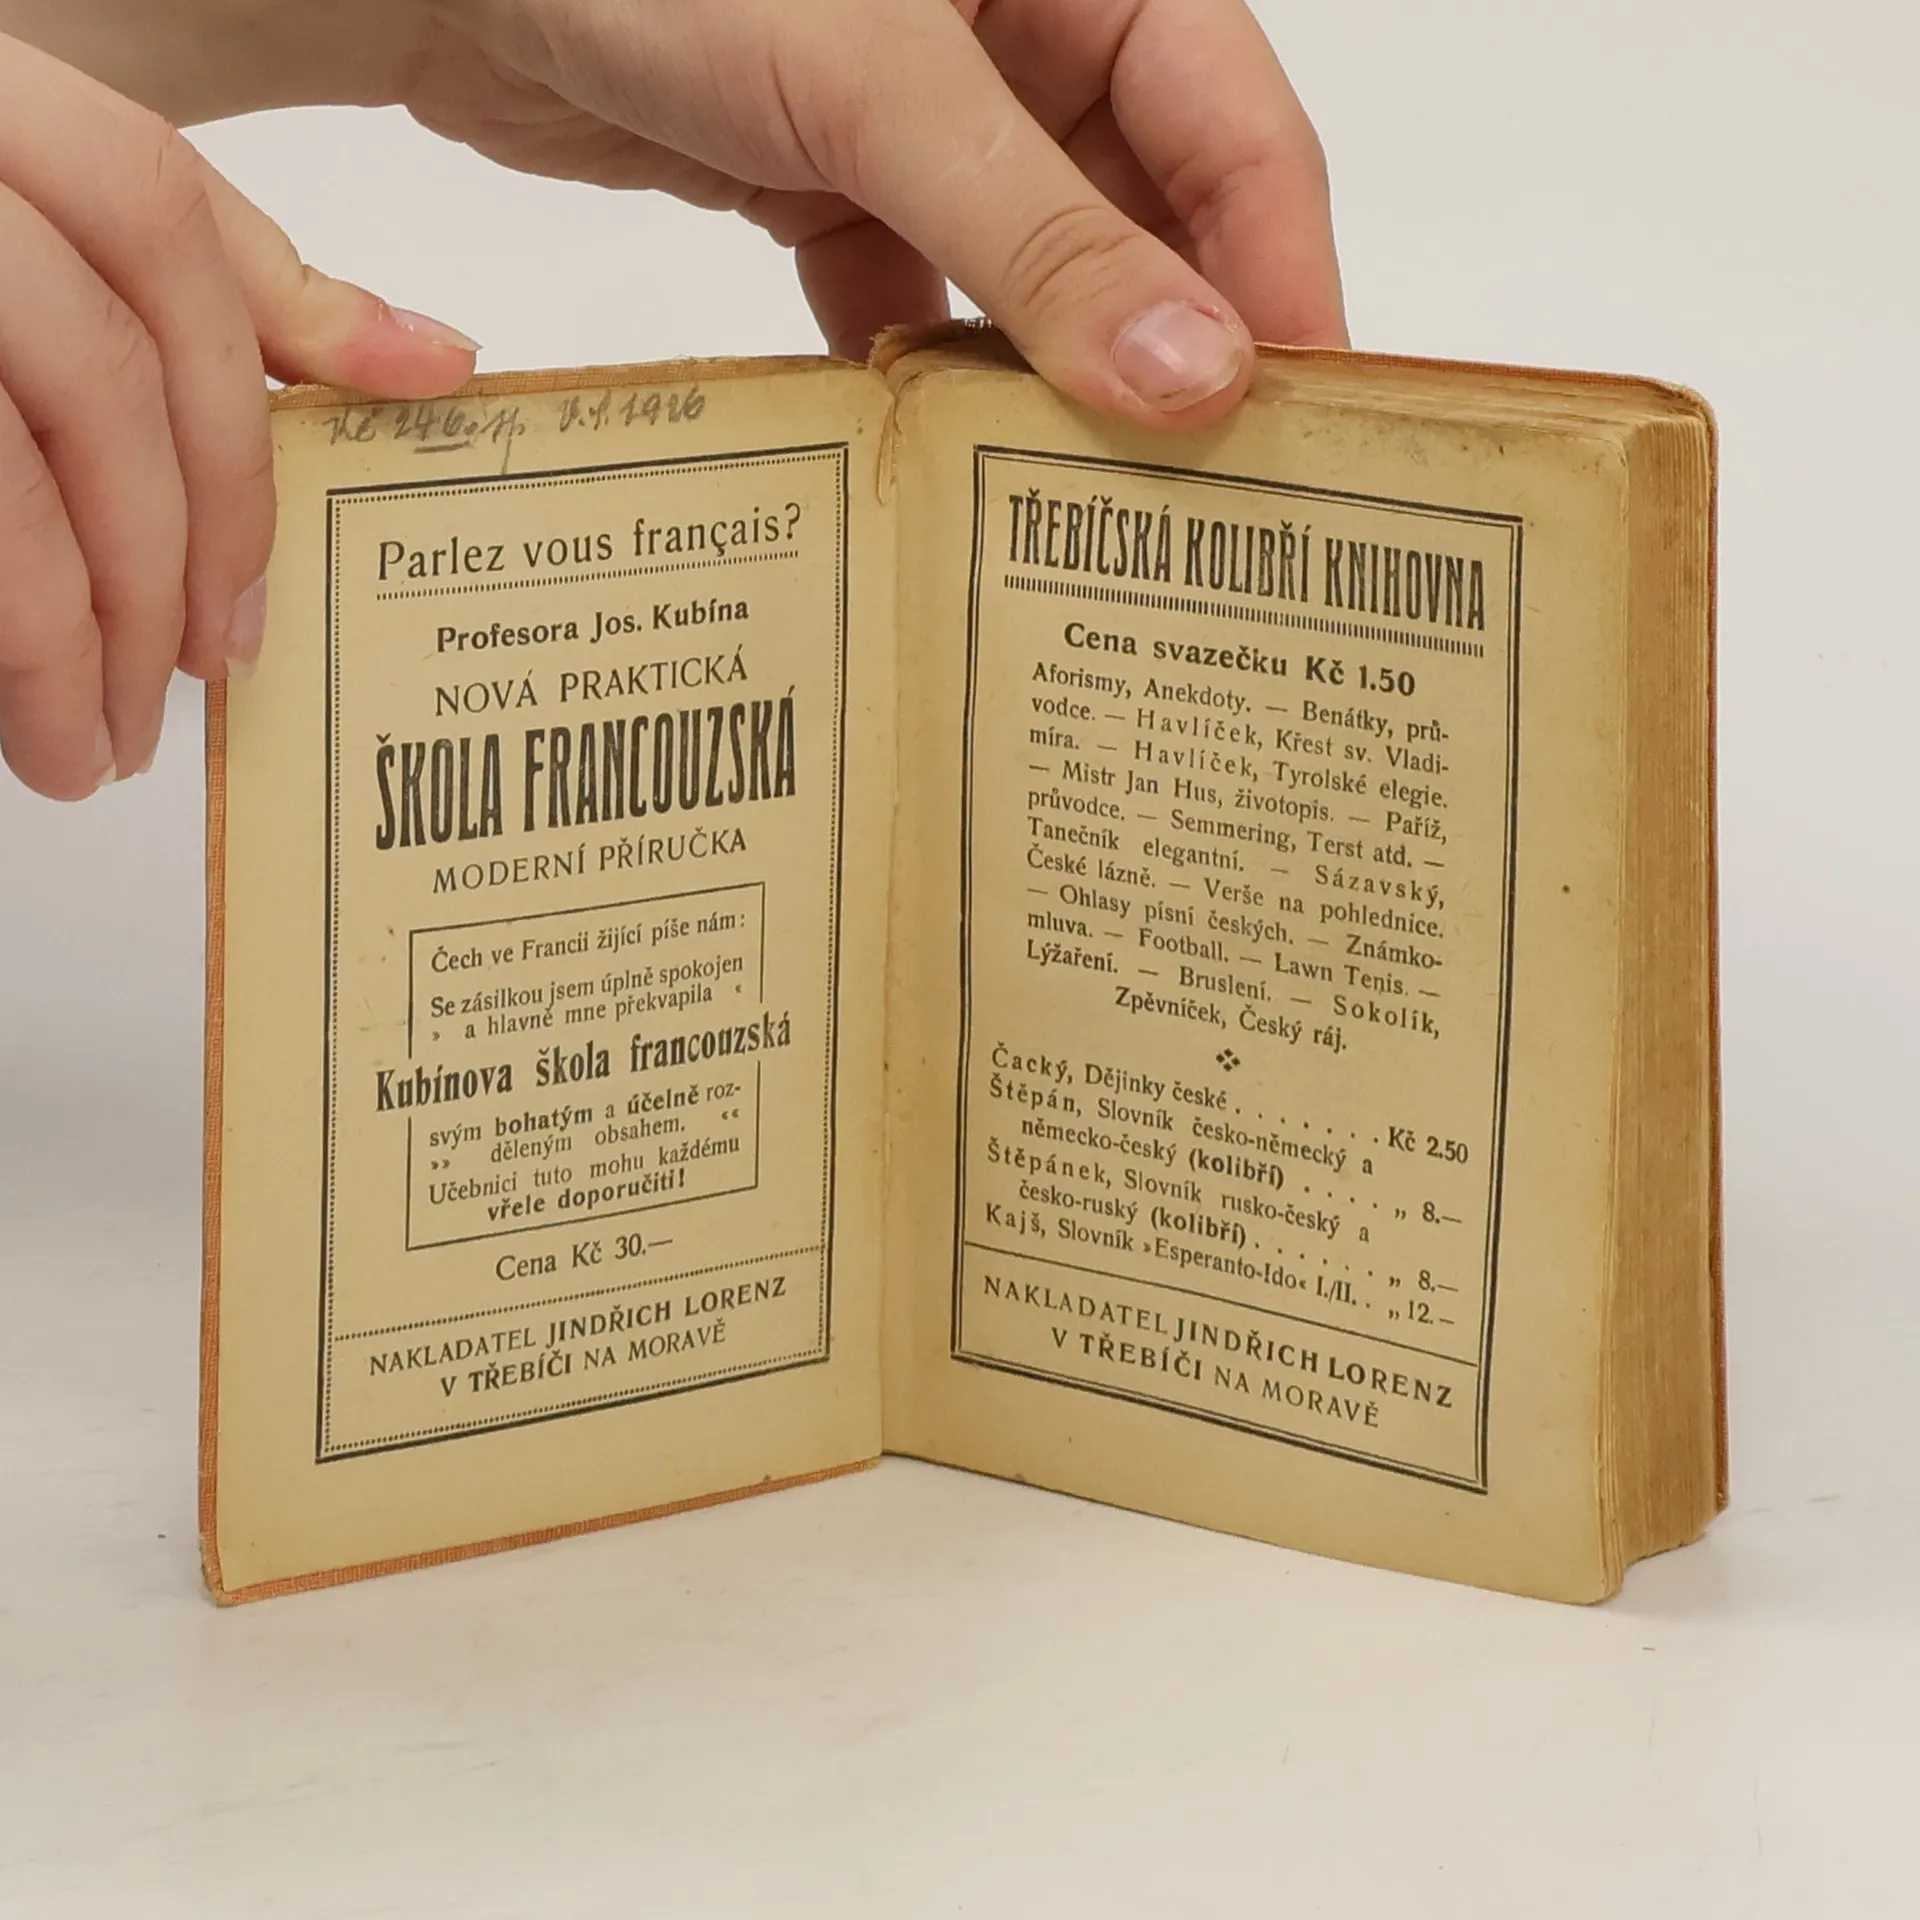 Kč 246.
1926
Parlez vous français?
Profesora Jos. Kubína
NOVÁ PRAKTICKÁ
ŠKOLA FRANCOUZSKÁ
MODERNÍ PŘÍRUČKA
Čech ve Francii žijící píše nám:
Se zásilkou jsem úplně spokojen
» a hlavně mne překvapila «
Kubínova škola francouzská
svým bohatým a účelně roz-
»» děleným obsahem. ««
Učebnici tuto mohu každému
vřele doporučiti!
Cena Kč 30.—
NAKLADATEL JINDŘICH LORENZ
V TŘEBÍČI NA MORAVĚ
TŘEBÍČSKÁ KOLIBŘÍ KNIHOVNA
Cena svazečku Kč 1.50
Aforismy, Anekdoty. — Benátky, prů-
vodce. — Havlíček, Křest sv. Vladi-
míra. — Havlíček, Tyrolské elegie.
— Mistr Jan Hus, životopis. — Paříž,
průvodce. — Semmering, Terst atd. —
Tanečník elegantní. — Sázavský,
České lázně. — Verše na pohlednice.
— Ohlasy písní českých. — Známko-
mluva. — Football. — Lawn Tenis. —
Lýžaření. — Bruslení. — Sokolík,
Zpěvníček, Český ráj.
Čacký, Dějinky české . . . . . . . Kč 2.50
Štěpán, Slovník česko-německý a
německo-český (kolibří) . . . . „ 8.—
Štěpánek, Slovník rusko-český a
česko-ruský (kolibří) . . . . . . „ 8.—
Kajš, Slovník »Esperanto-Ido« I./II. . „ 12.—
NAKLADATEL JINDŘICH LORENZ
V TŘEBÍČI NA MORAVĚ